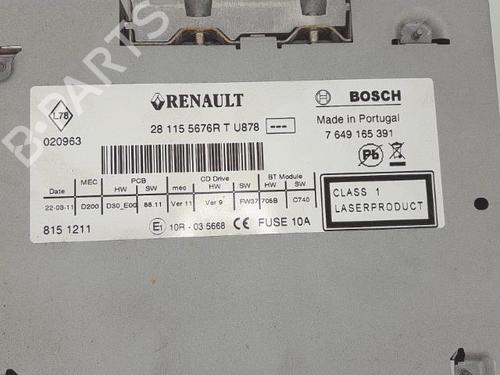 L78
RENAULT
BOSCH
28 115 5676R T U878 ---
Made in Portugal
020963
7 649 165 391
Pb
PCB CD Drive BT Module
MEC HW SW mec HW SW HW SW
Date
22-03-11 D200 D30_E00 88.11 Ver 11 Ver 9 FW37 705B C740
CLASS 1
LASERPRODUCT
815 1211
E1 10R - 03 5668 CE FUSE 10A
B-PARTS